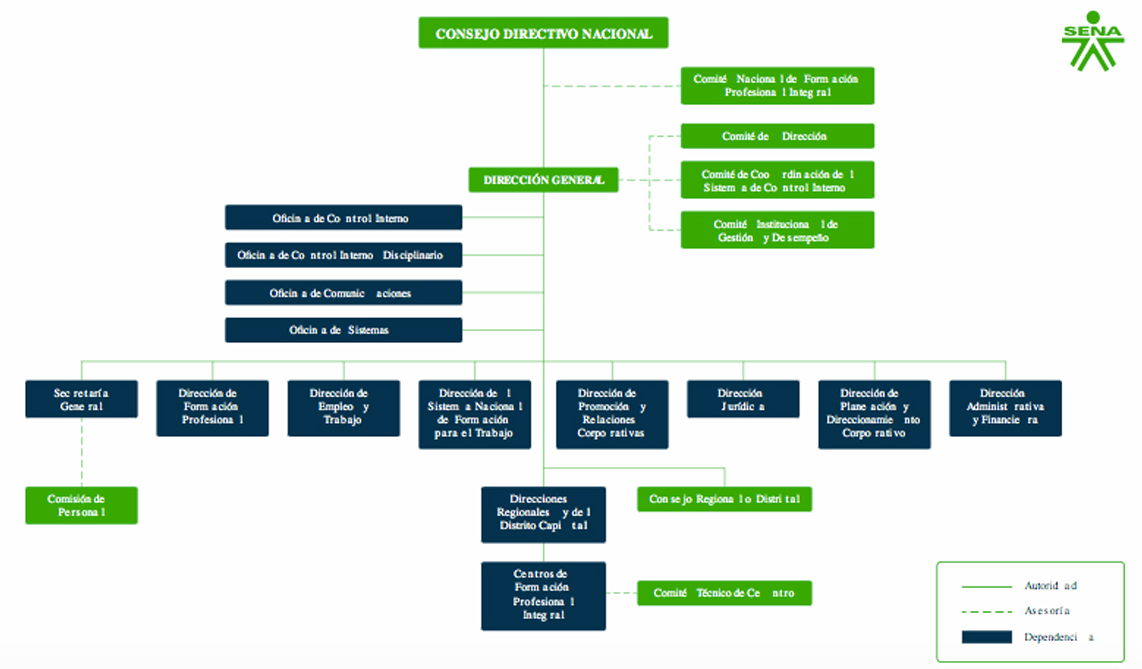 CONSEJO DIRECTIVO NACIONAL
SENA
Comité Nacional de Formación
Profesional Integral
Comité de Dirección
DIRECCIÓN GENERAL
Comité de Coordinación del
Sistema de Control Interno
Comité Institucional de
Gestión y Desempeño
Oficina de Control Interno
Oficina de Control Interno Disciplinario
Oficina de Comunicaciones
Oficina de Sistemas
Secretaría
General
Dirección de
Formación
Profesional
Dirección de
Empleo y
Trabajo
Dirección del
Sistema Nacional
de Formación
para el Trabajo
Dirección de
Promoción y
Relaciones
Corporativas
Dirección
Jurídica
Dirección de
Planeación y
Direccionamiento
Corporativo
Dirección
Administrativa
y Financiera
Comisión de
Personal
Direcciones
Regionales y del
Distrito Capital
Consejo Regional o Distrital
Centros de
Formación
Profesional
Integral
Comité Técnico de Centro
Autoridad
Asesoría
Dependencia